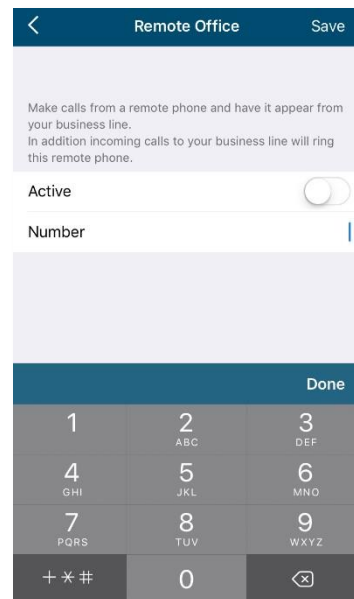 Remote Office Save
Make calls from a remote phone and have it appear from
your business line.
In addition incoming calls to your business line will ring
this remote phone.
Active
Number
Done
1 2 3
ABC DEF
4 5 6
GHI JKL MNO
7 8 9
PQRS TUV WXYZ
+*# 0